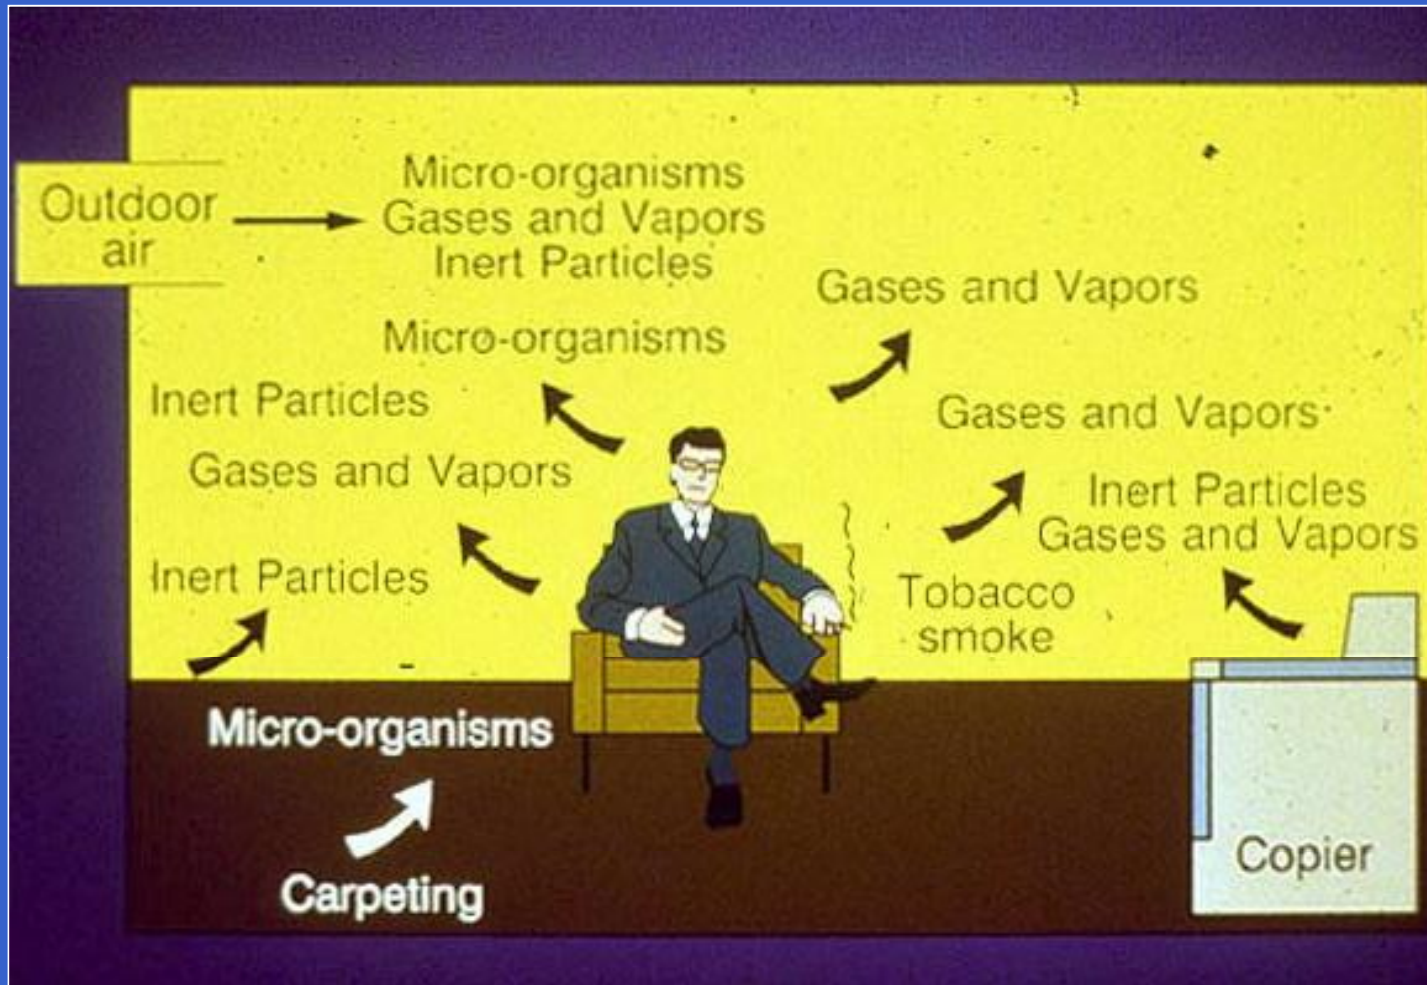 Outdoor
air
Micro-organisms
Gases and Vapors
Inert Particles
Micro-organisms
Inert Particles
Gases and Vapors
Inert Particles
Gases and Vapors
Gases and Vapors
Inert Particles
Gases and Vapors
Tobacco
smoke
Micro-organisms
Carpeting
Copier